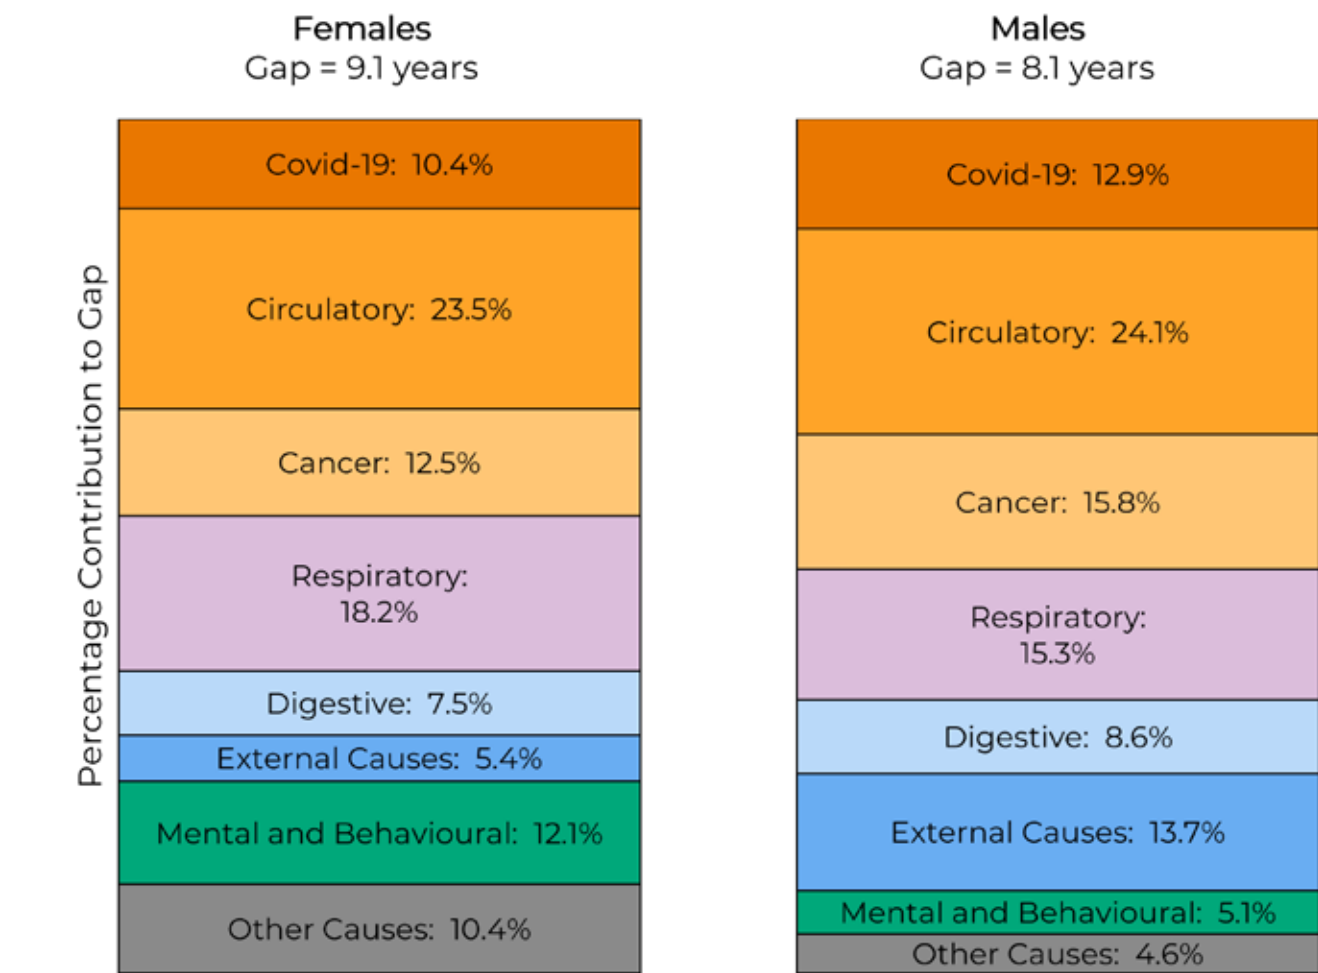 Females
Gap = 9.1 years
Percentage Contribution to Gap
Covid-19: 10.4%
Circulatory: 23.5%
Cancer: 12.5%
Respiratory:
18.2%
Digestive: 7.5%
External Causes: 5.4%
Mental and Behavioural: 12.1%
Other Causes: 10.4%
Males
Gap = 8.1 years
Covid-19: 12.9%
Circulatory: 24.1%
Cancer: 15.8%
Respiratory:
15.3%
Digestive: 8.6%
External Causes: 13.7%
Mental and Behavioural: 5.1%
Other Causes: 4.6%